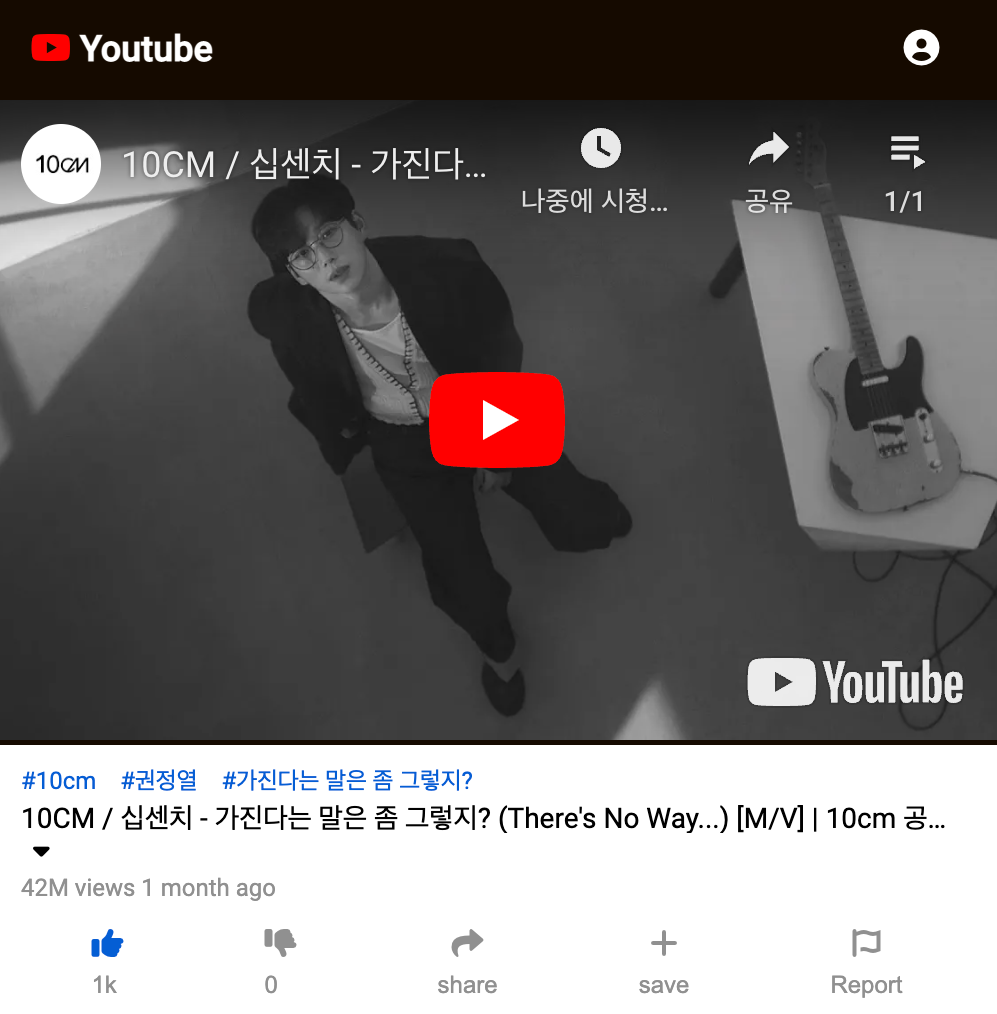 Youtube
10CM
10CM / 십센치 - 가진다...
나중에 시청...
공유
1/1
YouTube
#10cm #권정열 #가진다는 말은 좀 그렇지?
10CM / 십센치 - 가진다는 말은 좀 그렇지? (There's No Way...) [M/V] | 10cm 공...
42M views 1 month ago
1k 0 share save Report